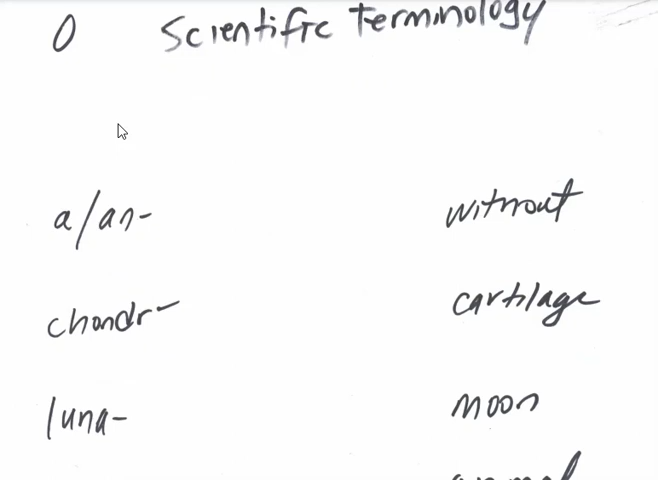 0 Scientific Terminology
a/an- without
chondr- cartilage
luna- moon